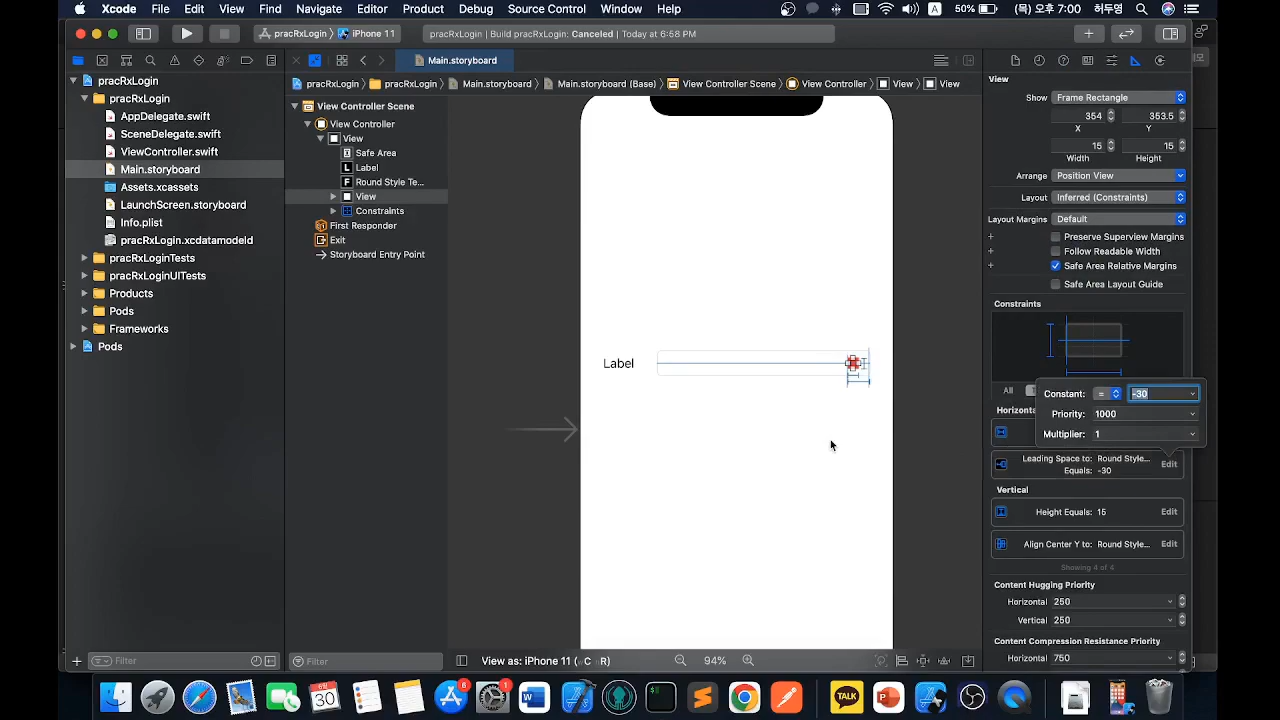 Xcode File Edit View Find Navigate Editor Product Debug Source Control Window Help A 50% (목) 오후 7:00 허두영
pracRxLogin iPhone 11 pracRxLogin | Build pracRxLogin: Canceled | Today at 6:58 PM
Main.storyboard
pracRxLogin pracRxLogin Main.storyboard Main.storyboard (Base) View Controller Scene View Controller View View
pracRxLogin
pracRxLogin
AppDelegate.swift
SceneDelegate.swift
ViewController.swift
Main.storyboard
Assets.xcassets
LaunchScreen.storyboard
Info.plist
pracRxLogin.xcdatamodeld
pracRxLoginTests
pracRxLoginUITests
Products
Pods
Frameworks
Pods
Filter
View Controller Scene
View Controller
View
Safe Area
L Label
F Round Style Te...
View
Constraints
First Responder
Exit
Storyboard Entry Point
Filter
Label
View as: iPhone 11 (wC hR)
94%
View
Show Frame Rectangle
354 363.5
X Y
15 15
Width Height
Arrange Position View
Layout Inferred (Constraints)
Layout Margins Default
Preserve Superview Margins
Follow Readable Width
Safe Area Relative Margins
Safe Area Layout Guide
Constraints
All
Constant: = -30
Priority: 1000
Multiplier: 1
Leading Space to: Round Style... Edit
Equals: -30
Vertical
Height Equals: 15 Edit
Align Center Y to: Round Style... Edit
Showing 4 of 4
Content Hugging Priority
Horizontal 250
Vertical 250
Content Compression Resistance Priority
Horizontal 750
6월
30
6
1
W
TALK
P